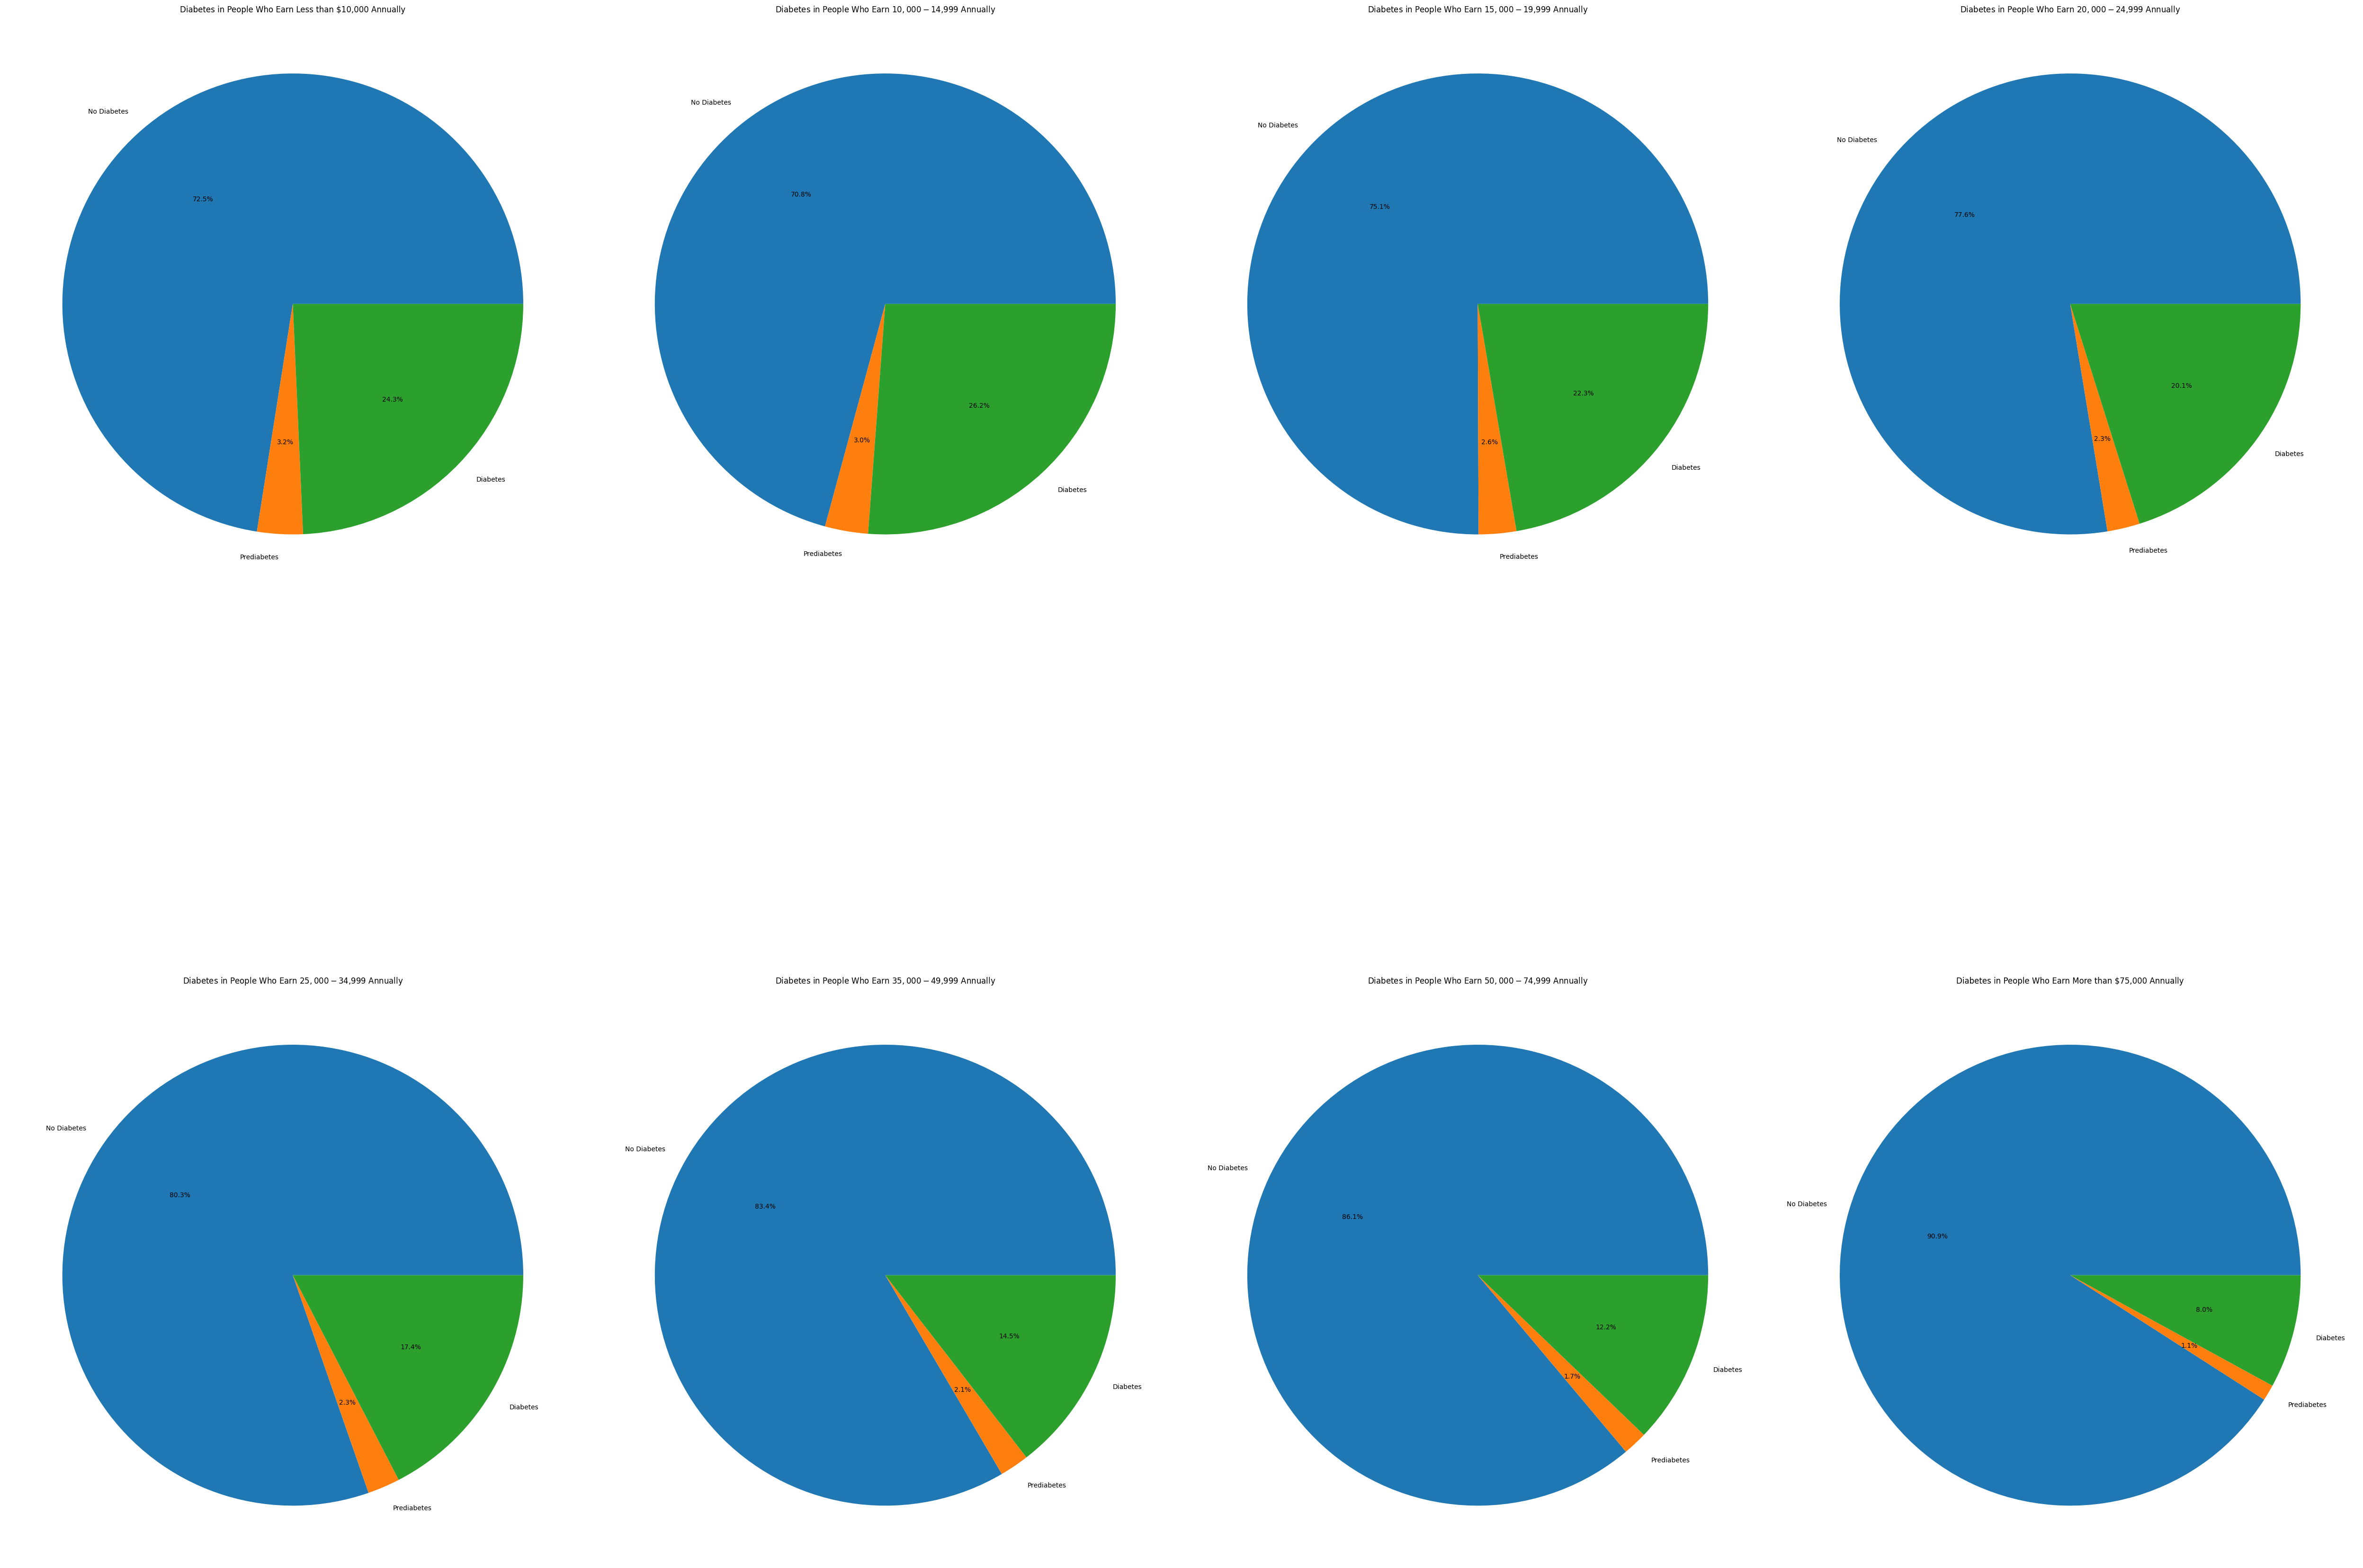 Diabetes in People Who Earn Less than $10,000 Annually
No Diabetes
72.5%
3.2%
24.3%
Diabetes
Prediabetes
Diabetes in People Who Earn 10,000-14,999 Annually
No Diabetes
70.8%
3.0%
26.2%
Diabetes
Prediabetes
Diabetes in People Who Earn 15,000-19,999 Annually
No Diabetes
75.1%
2.6%
22.3%
Diabetes
Prediabetes
Diabetes in People Who Earn 20,000-24,999 Annually
No Diabetes
77.6%
2.3%
20.1%
Diabetes
Prediabetes
Diabetes in People Who Earn 25,000-34,999 Annually
No Diabetes
80.3%
2.3%
17.4%
Diabetes
Prediabetes
Diabetes in People Who Earn 35,000-49,999 Annually
No Diabetes
83.4%
2.1%
14.5%
Diabetes
Prediabetes
Diabetes in People Who Earn 50,000-74,999 Annually
No Diabetes
86.1%
1.7%
12.2%
Diabetes
Prediabetes
Diabetes in People Who Earn More than $75,000 Annually
No Diabetes
90.9%
8.0%
1.1%
Diabetes
Prediabetes